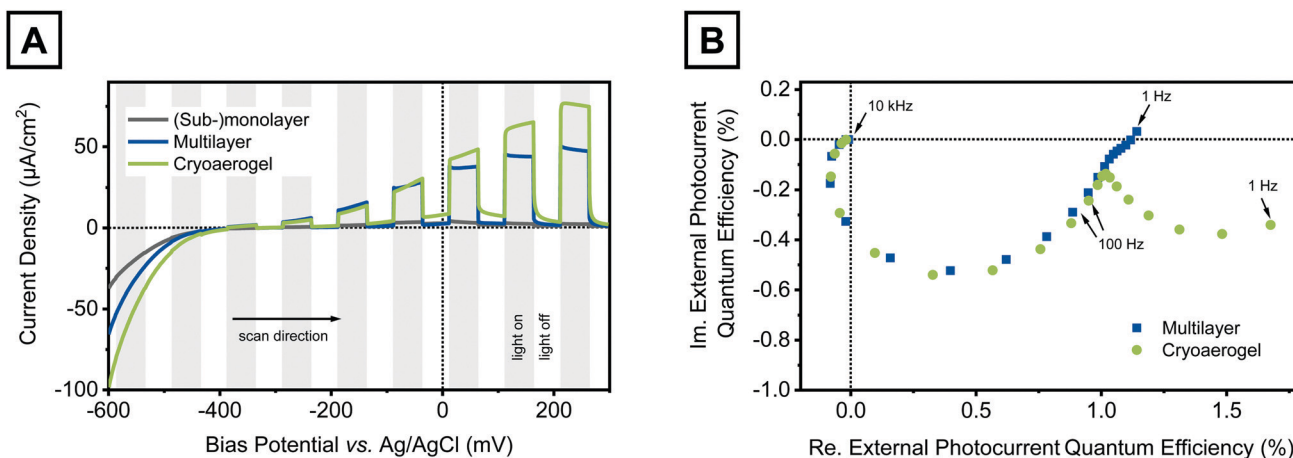 A
Current Density (µA/cm²)
50
0
-50
-100
(Sub-)monolayer
Multilayer
Cryoaerogel
scan direction
light on
light off
-600
-400
-200
0
200
Bias Potential vs. Ag/AgCl (mV)
B
Im. External Photocurrent
Quantum Efficiency (%)
0.2
0.0
-0.2
-0.4
-0.6
-0.8
-1.0
10 kHz
1 Hz
1 Hz
100 Hz
Multilayer
Cryoaerogel
0.0
0.5
1.0
1.5
Re. External Photocurrent Quantum Efficiency (%)